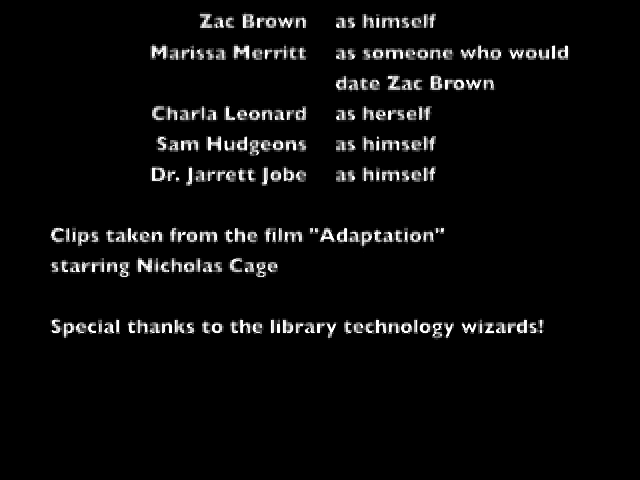 Zac Brown as himself
Marissa Merritt as someone who would
date Zac Brown
Charla Leonard as herself
Sam Hudgeons as himself
Dr. Jarrett Jobe as himself
Clips taken from the film "Adaptation"
starring Nicholas Cage
Special thanks to the library technology wizards!